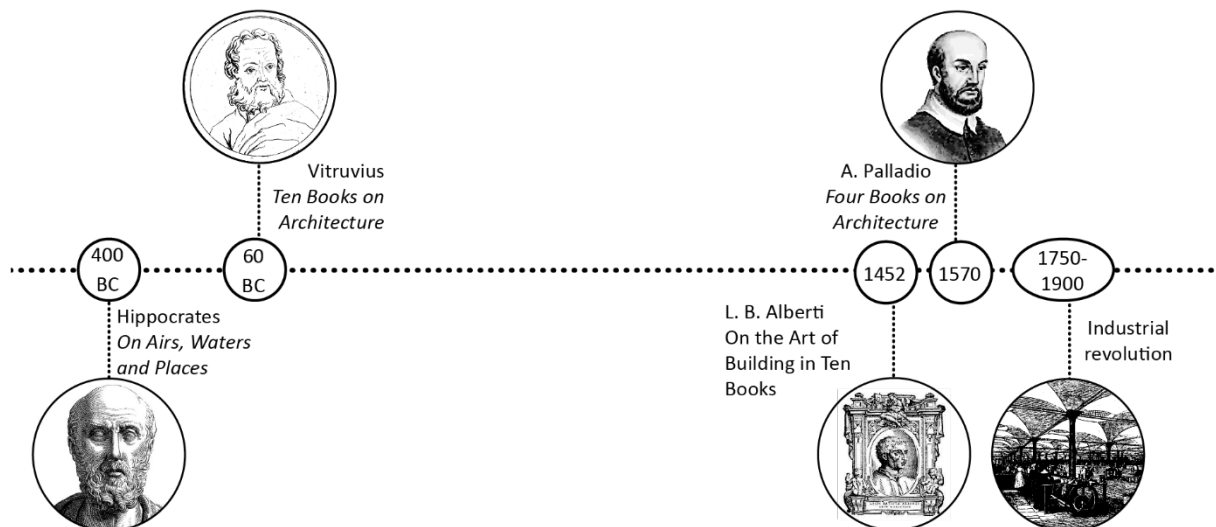 Vitruvius
Ten Books on
Architecture
A. Palladio
Four Books on
Architecture
400
BC
60
BC
1452
1570
1750-
1900
Hippocrates
On Airs, Waters
and Places
L. B. Alberti
On the Art of
Building in Ten
Books
Industrial
revolution